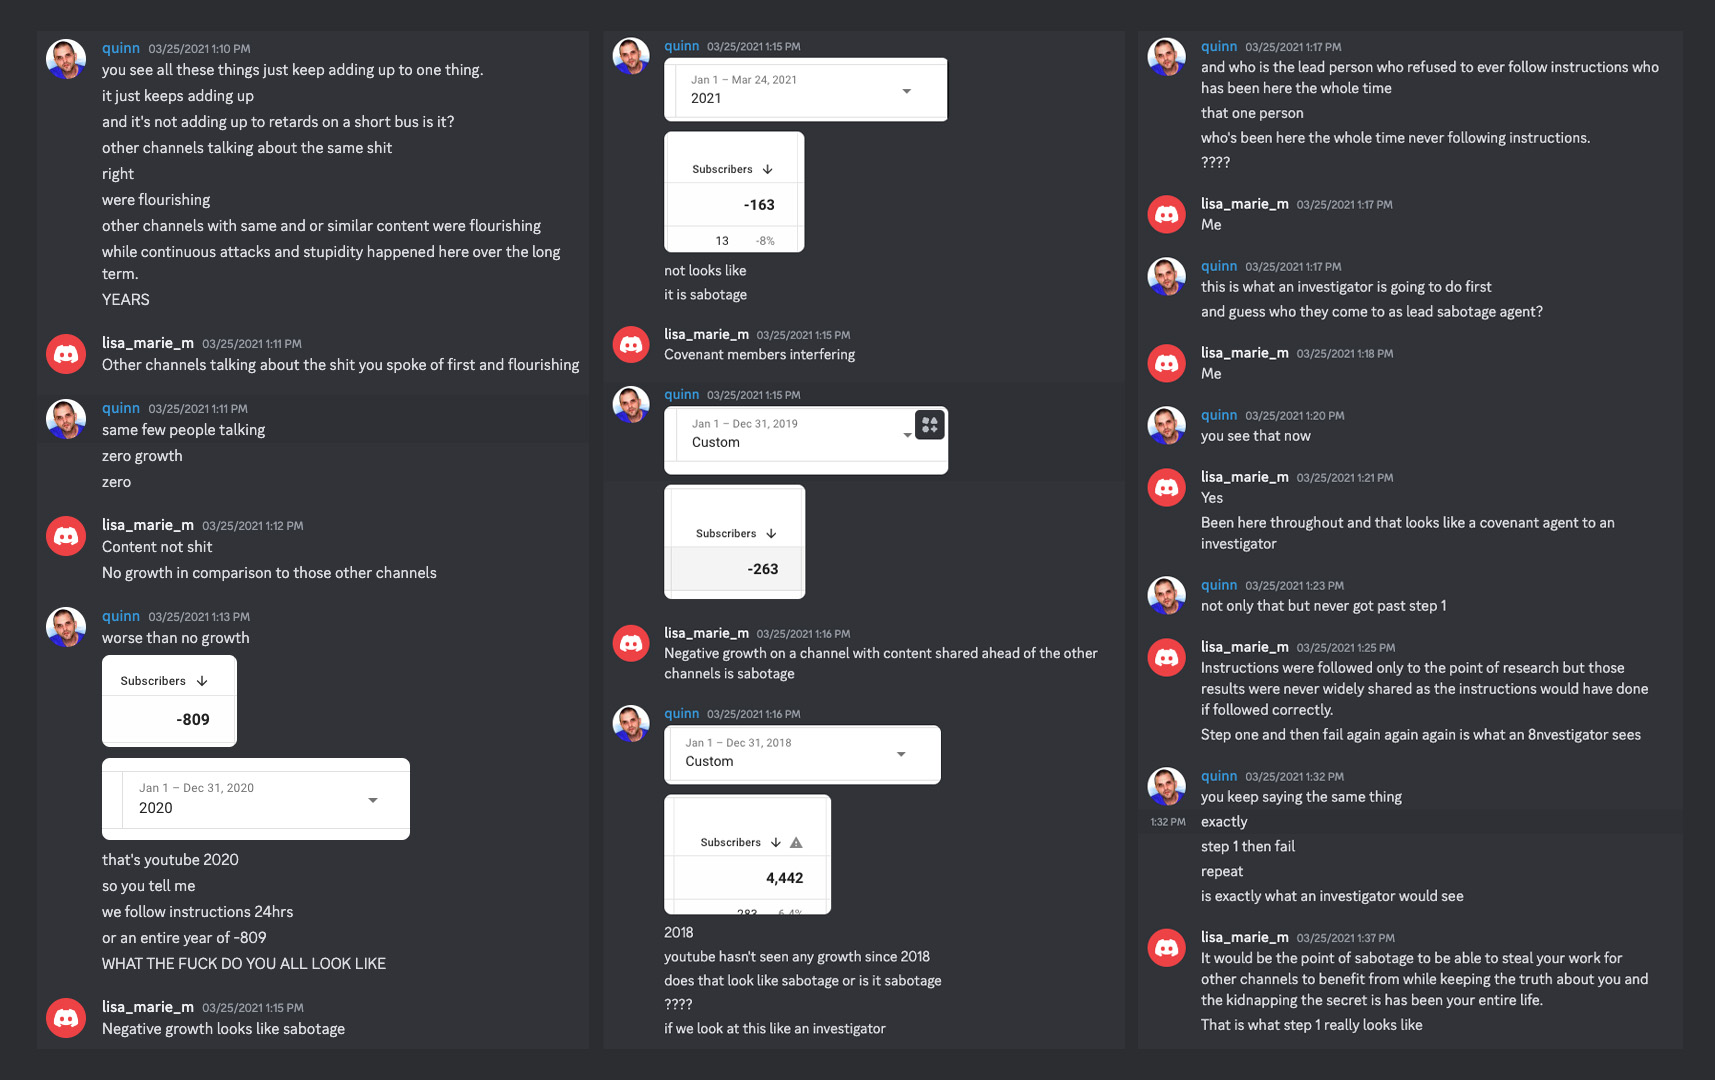 quinn 03/25/2021 1:10 PM
you see all these things just keep adding up to one thing.
it just keeps adding up
and it's not adding up to retards on a short bus is it?
other channels talking about the same shit
right
were flourishing
other channels with same and or similar content were flourishing
while continuous attacks and stupidity happened here over the long
term.
YEARS
lisa_marie_m 03/25/2021 1:11 PM
Other channels talking about the shit you spoke of first and flourishing
quinn 03/25/2021 1:11 PM
same few people talking
zero growth
zero
lisa_marie_m 03/25/2021 1:12 PM
Content not shit
No growth in comparison to those other channels
quinn 03/25/2021 1:13 PM
worse than no growth
Subscribers ↓
-809
Jan 1 – Dec 31, 2020
2020
that's youtube 2020
so you tell me
we follow instructions 24hrs
or an entire year of -809
WHAT THE FUCK DO YOU ALL LOOK LIKE
lisa_marie_m 03/25/2021 1:15 PM
Negative growth looks like sabotage
quinn 03/25/2021 1:15 PM
Jan 1 – Mar 24, 2021
2021
Subscribers ↓
-163
13 -8%
not looks like
it is sabotage
lisa_marie_m 03/25/2021 1:15 PM
Covenant members interfering
quinn 03/25/2021 1:15 PM
Jan 1 – Dec 31, 2019
Custom
Subscribers ↓
-263
lisa_marie_m 03/25/2021 1:16 PM
Negative growth on a channel with content shared ahead of the other
channels is sabotage
quinn 03/25/2021 1:16 PM
Jan 1 – Dec 31, 2018
Custom
Subscribers ↓
4,442
283 6.4%
2018
youtube hasn't seen any growth since 2018
does that look like sabotage or is it sabotage
????
if we look at this like an investigator
quinn 03/25/2021 1:17 PM
and who is the lead person who refused to ever follow instructions who
has been here the whole time
that one person
who's been here the whole time never following instructions.
????
lisa_marie_m 03/25/2021 1:17 PM
Me
quinn 03/25/2021 1:17 PM
this is what an investigator is going to do first
and guess who they come to as lead sabotage agent?
lisa_marie_m 03/25/2021 1:18 PM
Me
quinn 03/25/2021 1:20 PM
you see that now
lisa_marie_m 03/25/2021 1:21 PM
Yes
Been here throughout and that looks like a covenant agent to an
investigator
quinn 03/25/2021 1:23 PM
not only that but never got past step 1
lisa_marie_m 03/25/2021 1:25 PM
Instructions were followed only to the point of research but those
results were never widely shared as the instructions would have done
if followed correctly.
Step one and then fail again again again is what an 8nvestigator sees
quinn 03/25/2021 1:32 PM
you keep saying the same thing
1:32 PM exactly
step 1 then fail
repeat
is exactly what an investigator would see
lisa_marie_m 03/25/2021 1:37 PM
It would be the point of sabotage to be able to steal your work for
other channels to benefit from while keeping the truth about you and
the kidnapping the secret is has been your entire life.
That is what step 1 really looks like